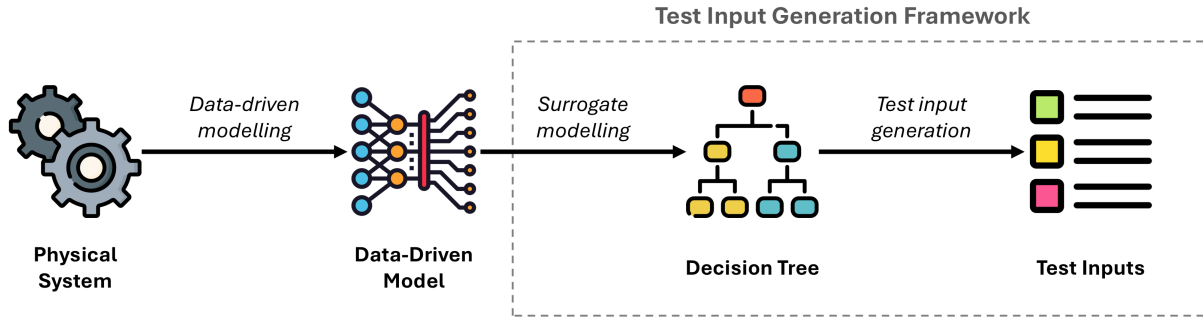 Test Input Generation Framework
Data-driven
modelling
Surrogate
modelling
Test input
generation
Physical
System
Data-Driven
Model
Decision Tree
Test Inputs